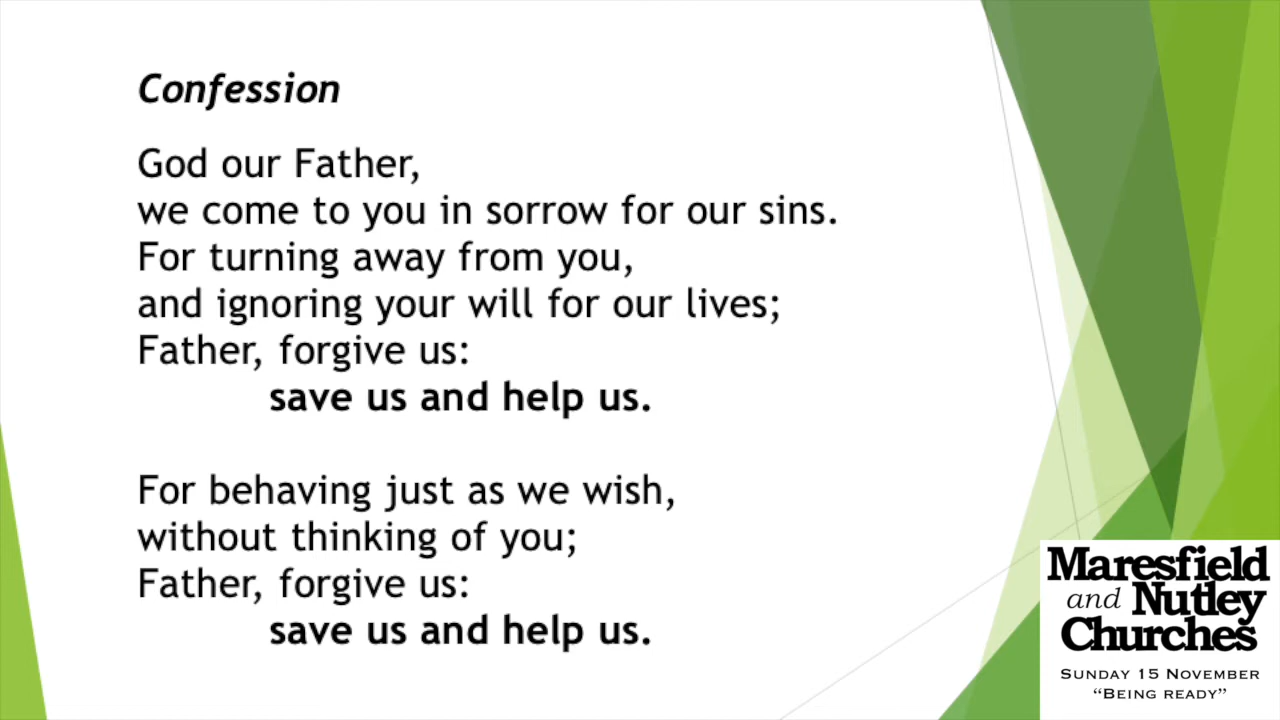 Confession
God our Father,
we come to you in sorrow for our sins.
For turning away from you,
and ignoring your will for our lives;
Father, forgive us:
save us and help us.
For behaving just as we wish,
without thinking of you;
Father, forgive us:
save us and help us.
Maresfield
and Nutley
Churches
Sunday 15 November
“Being ready”